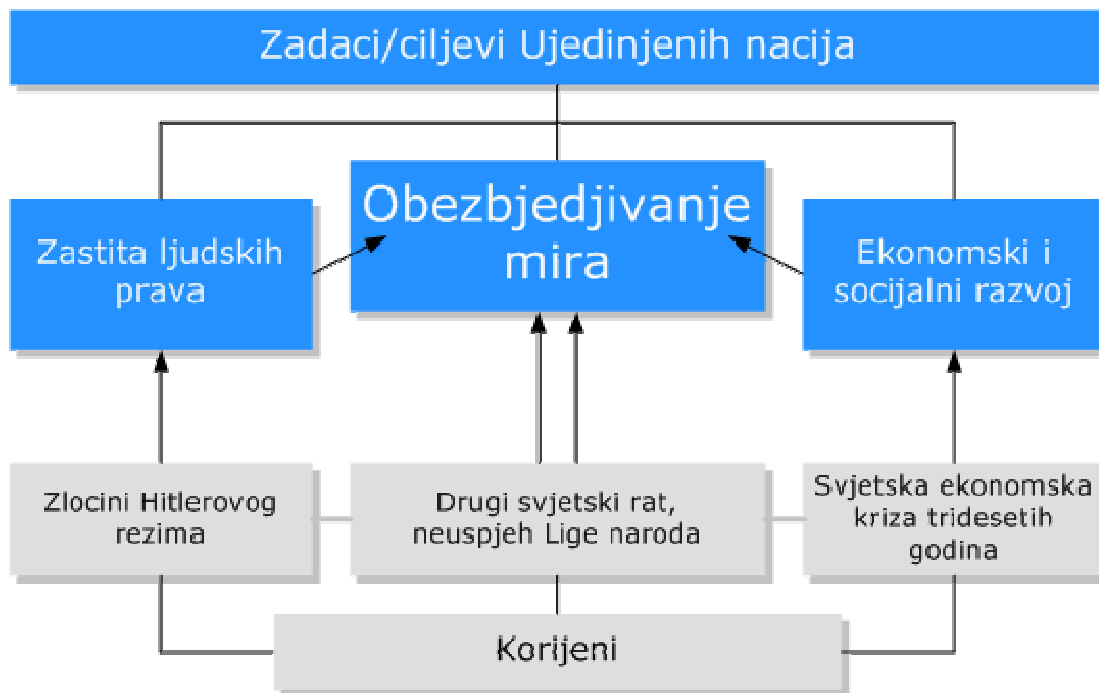 Zadaci/ciljevi Ujedinjenih nacija
Zastita ljudskih
prava
Obezbjedjivanje
mira
Ekonomski i
socijalni razvoj
Zlocini Hitlerovog
rezima
Drugi svjetski rat,
neuspjeh Lige naroda
Svjetska ekonomska
kriza tridesetih
godina
Korijeni